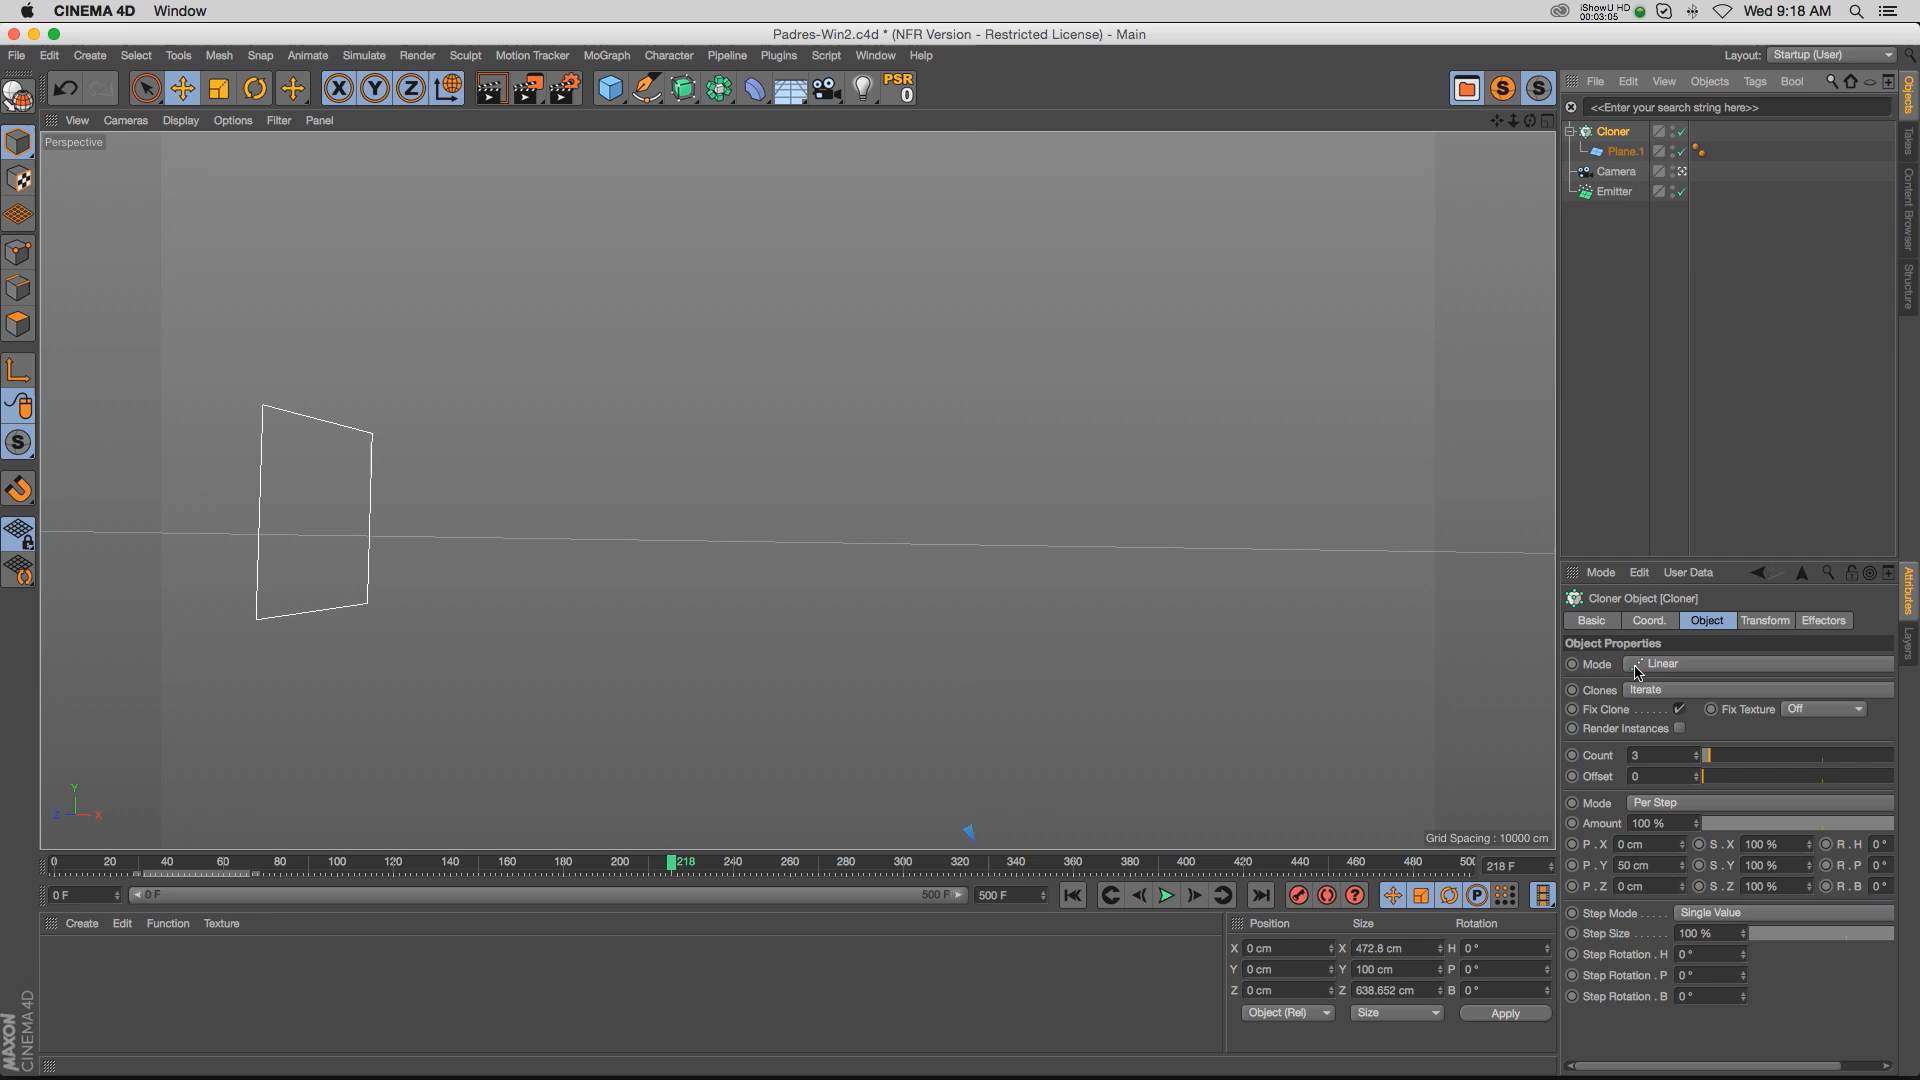 CINEMA 4D Window
iShowU HD
00:03:05
Wed 9:18 AM
Padres-Win2.c4d * (NFR Version - Restricted License) - Main
File Edit Create Select Tools Mesh Snap Animate Simulate Render Sculpt Motion Tracker MoGraph Character Pipeline Plugins Script Window Help
Layout: Startup (User)
X Y Z
PSR
0
S S
File Edit View Objects Tags Bool
View Cameras Display Options Filter Panel
<<Enter your search string here>>
Perspective
Cloner
Plane.1
Camera
Emitter
Objects
Takes
Content Browser
Structure
S
Mode Edit User Data
Cloner Object [Cloner]
Basic Coord. Object Transform Effectors
Object Properties
Mode Linear
Clones Iterate
Fix Clone . . . . . . Fix Texture Off
Render Instances
Count 3
Offset 0
Mode Per Step
Amount 100 %
P . X 0 cm S . X 100 % R . H 0 °
P . Y 50 cm S . Y 100 % R . P 0 °
P . Z 0 cm S . Z 100 % R . B 0 °
Step Mode . . . . . Single Value
Step Size . . . . . . 100 %
Step Rotation . H 0 °
Step Rotation . P 0 °
Step Rotation . B 0 °
Attributes
Layers
Y
Z X
Grid Spacing : 10000 cm
0 20 40 60 80 100 120 140 160 180 200 218 240 260 280 300 320 340 360 380 400 420 440 460 480 500 218 F
0 F 0 F 500 F 500 F
P
Create Edit Function Texture
Position Size Rotation
X 0 cm X 472.8 cm H 0 °
Y 0 cm Y 100 cm P 0 °
Z 0 cm Z 638.652 cm B 0 °
Object (Rel) Size Apply
MAXON
CINEMA 4D